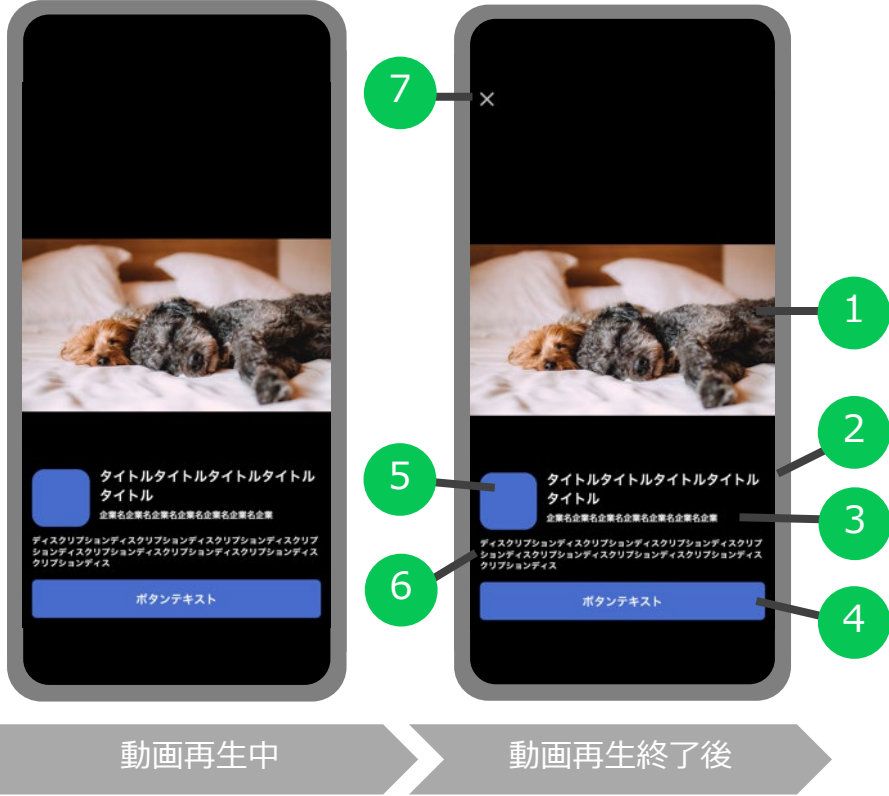 タイトルタイトルタイトルタイトル
タイトル
企業名企業名企業名企業名企業名企業名
ディスクリプションディスクリプションディスクリプションディスクリプ
ションディスクリプションディスクリプションディスクリプションディス
クリプションディス
ボタンテキスト
動画再生中
7
×
1
2
タイトルタイトルタイトルタイトル
タイトル
5
企業名企業名企業名企業名企業名企業名
3
ディスクリプションディスクリプションディスクリプションディスクリプ
ションディスクリプションディスクリプションディスクリプションディス
クリプションディス
6
ボタンテキスト
4
動画再生終了後